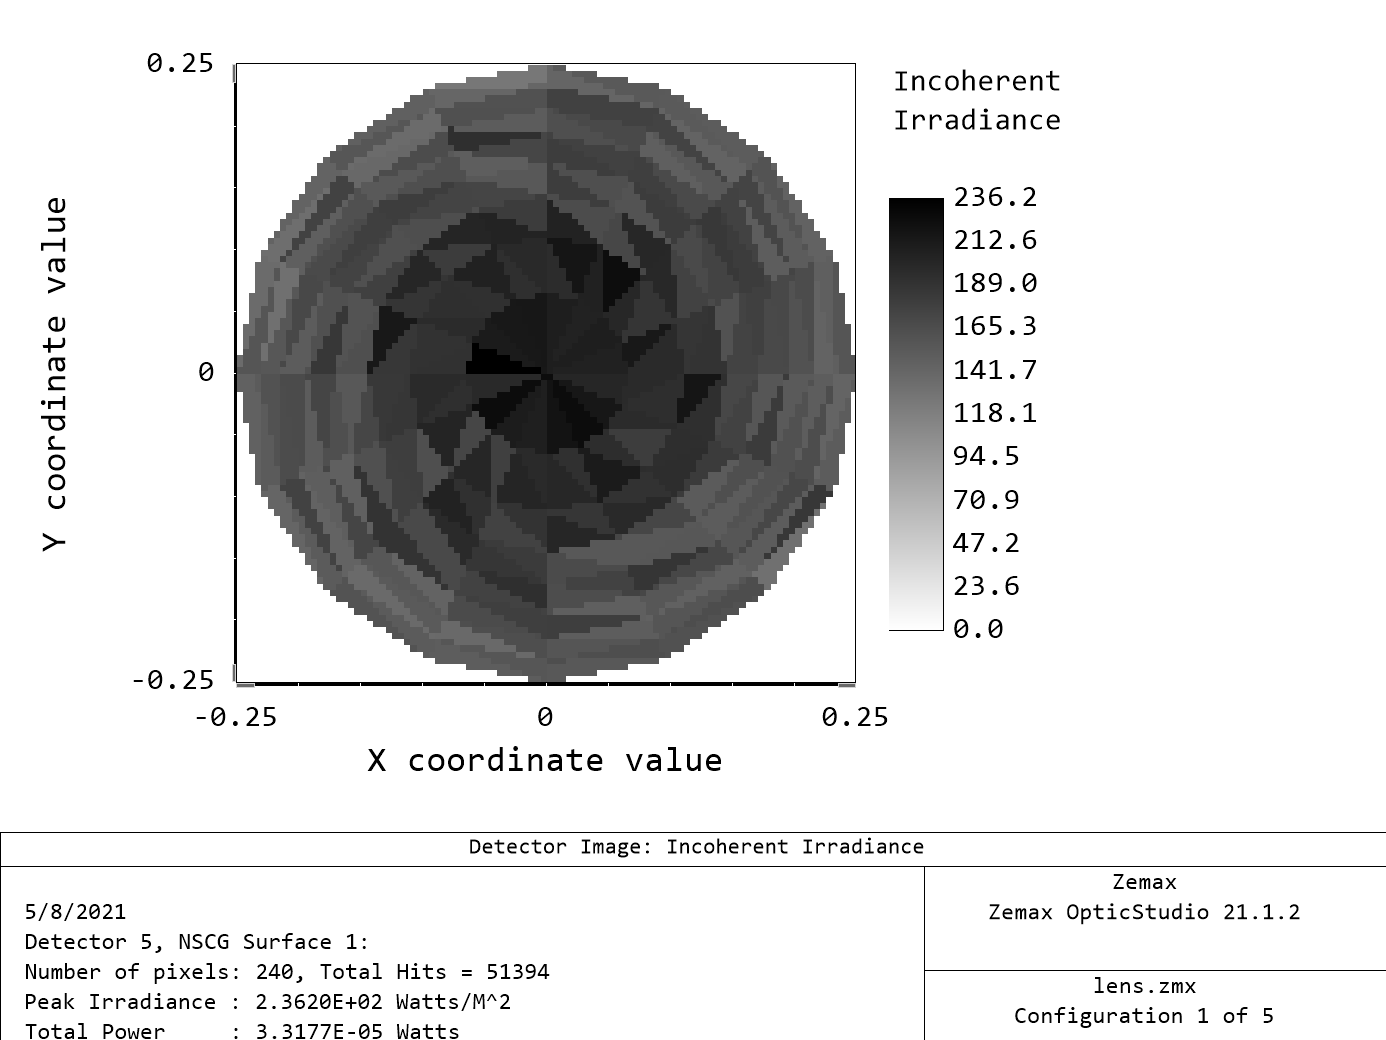 0.25
0
-0.25
Y coordinate value
-0.25 0 0.25
X coordinate value
Incoherent
Irradiance
236.2
212.6
189.0
165.3
141.7
118.1
94.5
70.9
47.2
23.6
0.0
Detector Image: Incoherent Irradiance
5/8/2021
Detector 5, NSCG Surface 1:
Number of pixels: 240, Total Hits = 51394
Peak Irradiance : 2.3620E+02 Watts/M^2
Total Power : 3.3177E-05 Watts
Zemax
Zemax OpticStudio 21.1.2
lens.zmx
Configuration 1 of 5